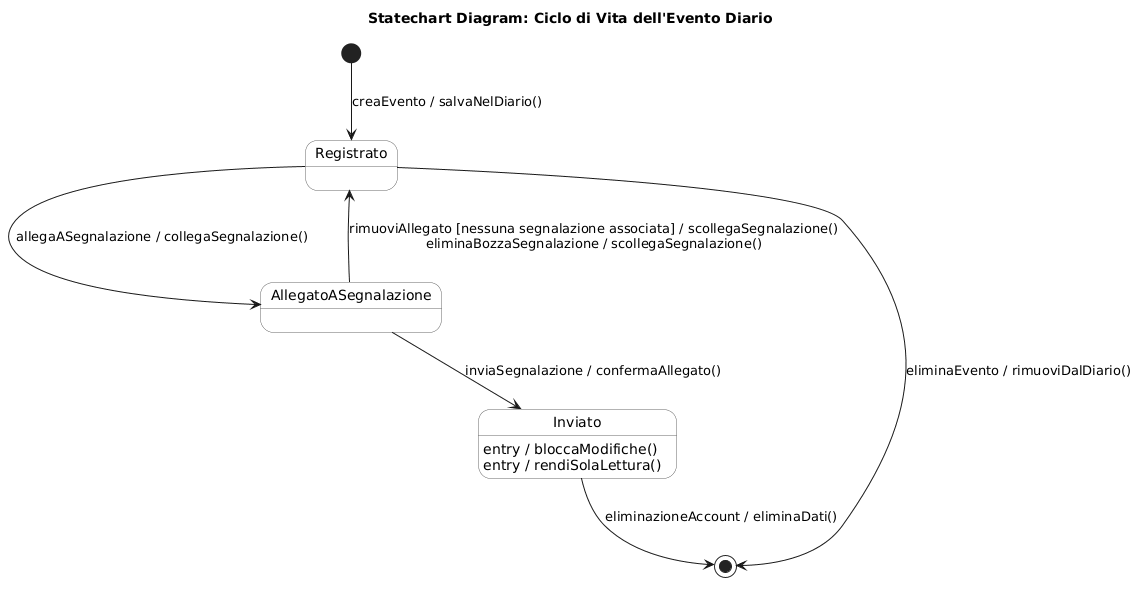 Statechart Diagram: Ciclo di Vita dell'Evento Diario
creaEvento / salvaNelDiario()
Registrato
allegaASegnalazione / collegaSegnalazione()
rimuoviAllegato [nessuna segnalazione associata] / scollegaSegnalazione()
eliminaBozzaSegnalazione / scollegaSegnalazione()
AllegatoASegnalazione
inviaSegnalazione / confermaAllegato()
eliminaEvento / rimuoviDalDiario()
Inviato
entry / bloccaModifiche()
entry / rendiSolaLettura()
eliminazioneAccount / eliminaDati()